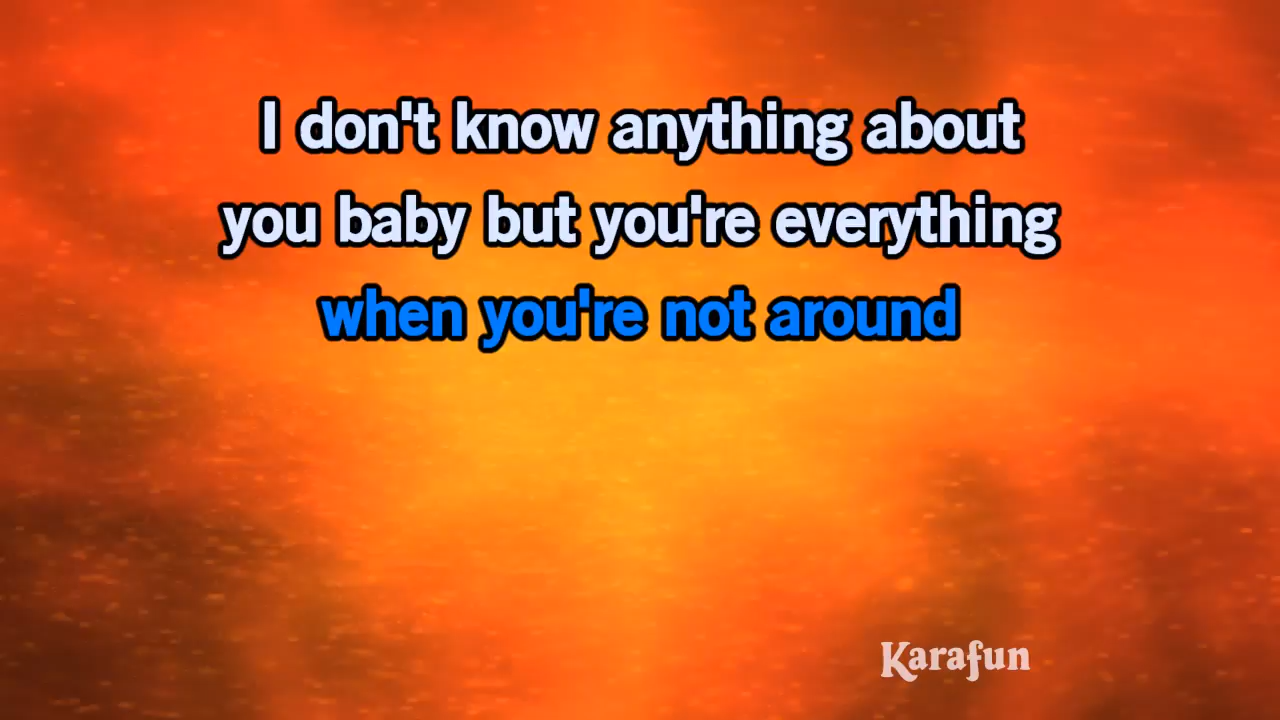 I don't know anything about
you baby but you're everything
when you're not around
Karafun